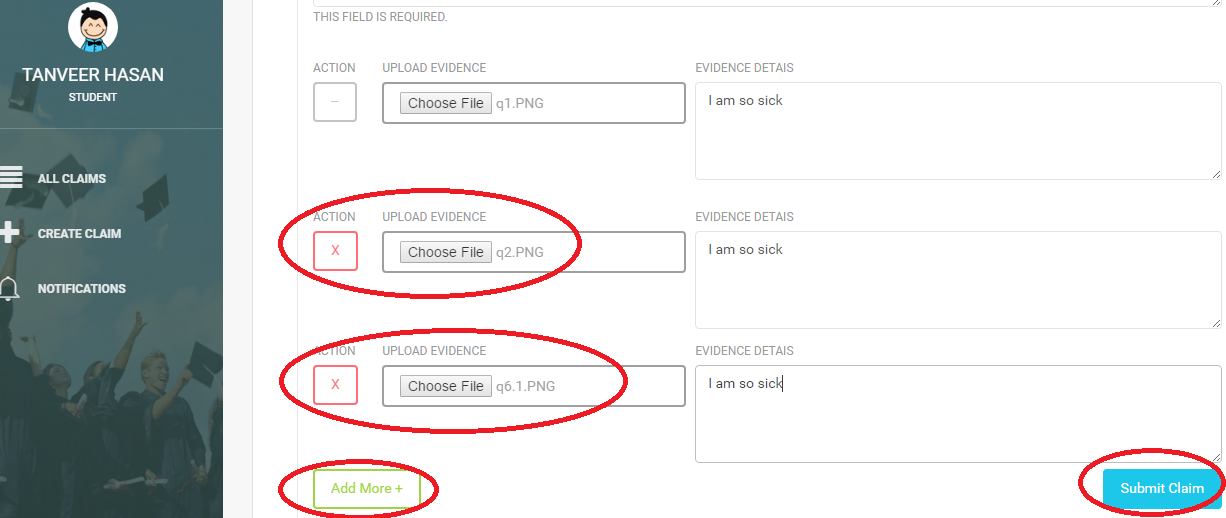 THIS FIELD IS REQUIRED.
TANVEER HASAN
STUDENT
ALL CLAIMS
CREATE CLAIM
NOTIFICATIONS
ACTION UPLOAD EVIDENCE EVIDENCE DETAIS
– Choose File q1.PNG I am so sick
ACTION UPLOAD EVIDENCE EVIDENCE DETAIS
X Choose File q2.PNG I am so sick
ACTION UPLOAD EVIDENCE EVIDENCE DETAIS
X Choose File q6.1.PNG I am so sick
Add More + Submit Claim